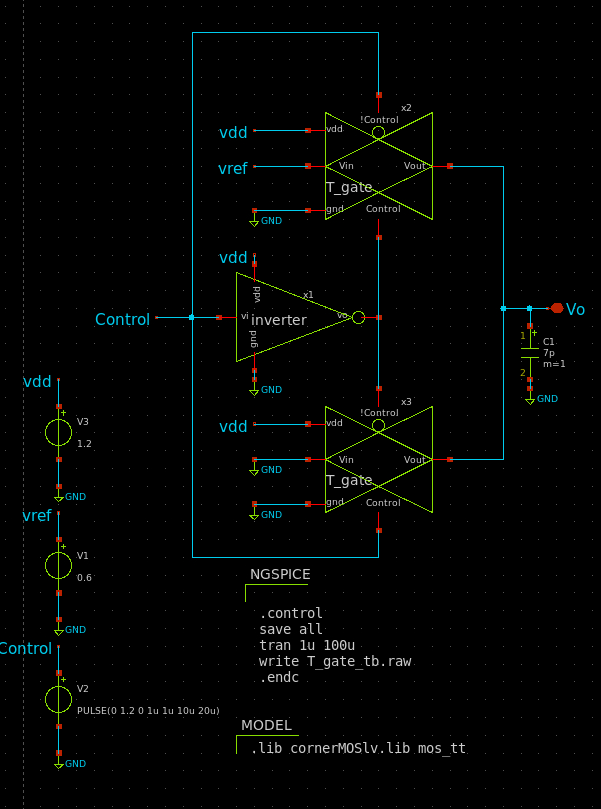 x2
!Control
vdd
vdd
vref
Vin
Vout
T_gate
gnd
GND
Control
vdd
vdd
x1
Control
vi
inverter
vo
gnd
GND
Vo
1
+
C1
7p
m=1
2
GND
x3
!Control
vdd
vdd
Vin
Vout
GND
T_gate
gnd
GND
Control
vdd
+
V3
1.2
GND
vref
+
V1
0.6
GND
Control
+
V2
PULSE(0 1.2 0 1u 1u 10u 20u)
GND
NGSPICE
.control
save all
tran 1u 100u
write T_gate_tb.raw
.endc
MODEL
.lib cornerMOSlv.lib mos_tt